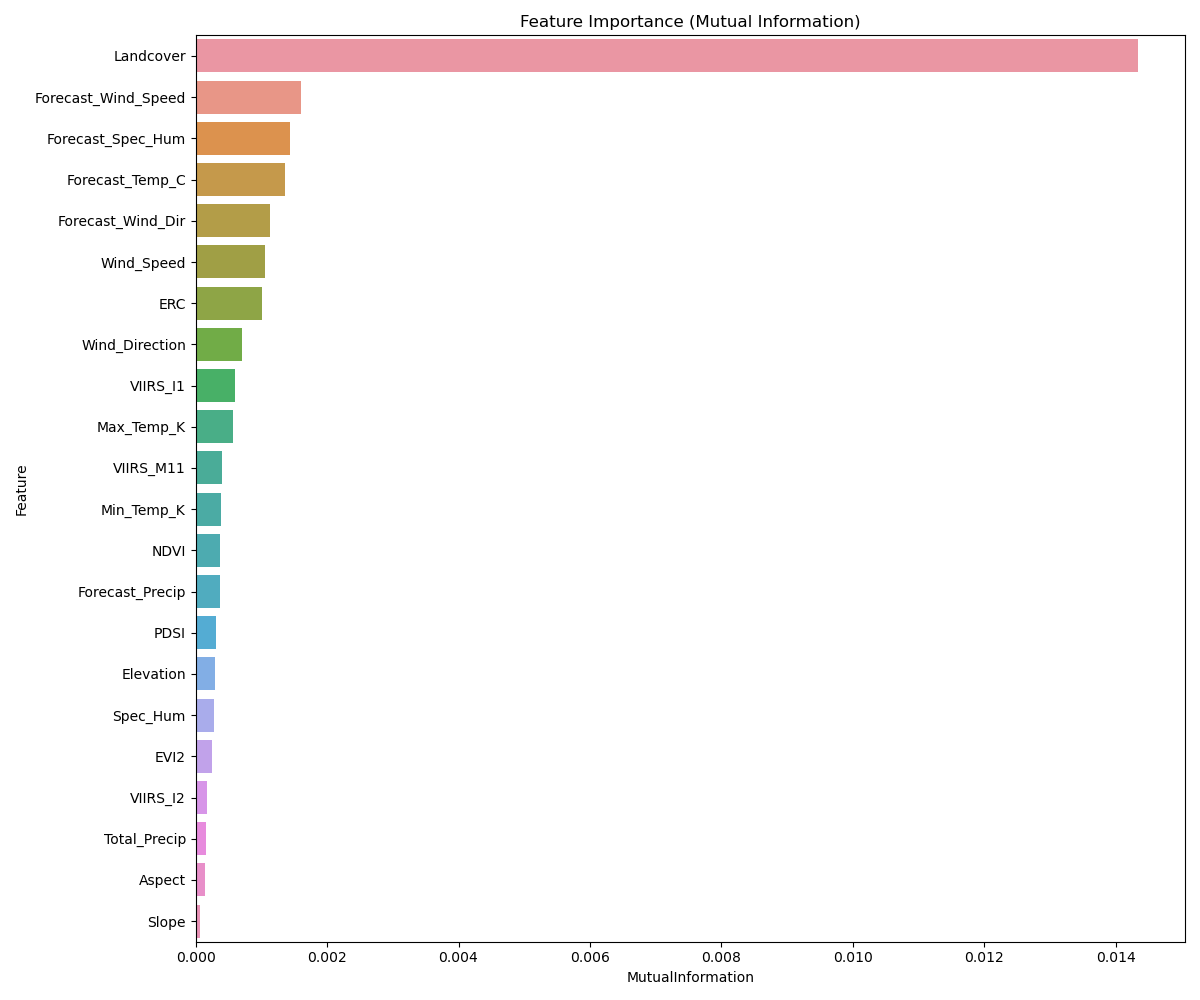 Feature Importance (Mutual Information)
Landcover
Forecast_Wind_Speed
Forecast_Spec_Hum
Forecast_Temp_C
Forecast_Wind_Dir
Wind_Speed
ERC
Wind_Direction
VIIRS_I1
Max_Temp_K
VIIRS_M11
Min_Temp_K
NDVI
Forecast_Precip
PDSI
Elevation
Spec_Hum
EVI2
VIIRS_I2
Total_Precip
Aspect
Slope
Feature
0.000 0.002 0.004 0.006 0.008 0.010 0.012 0.014
MutualInformation